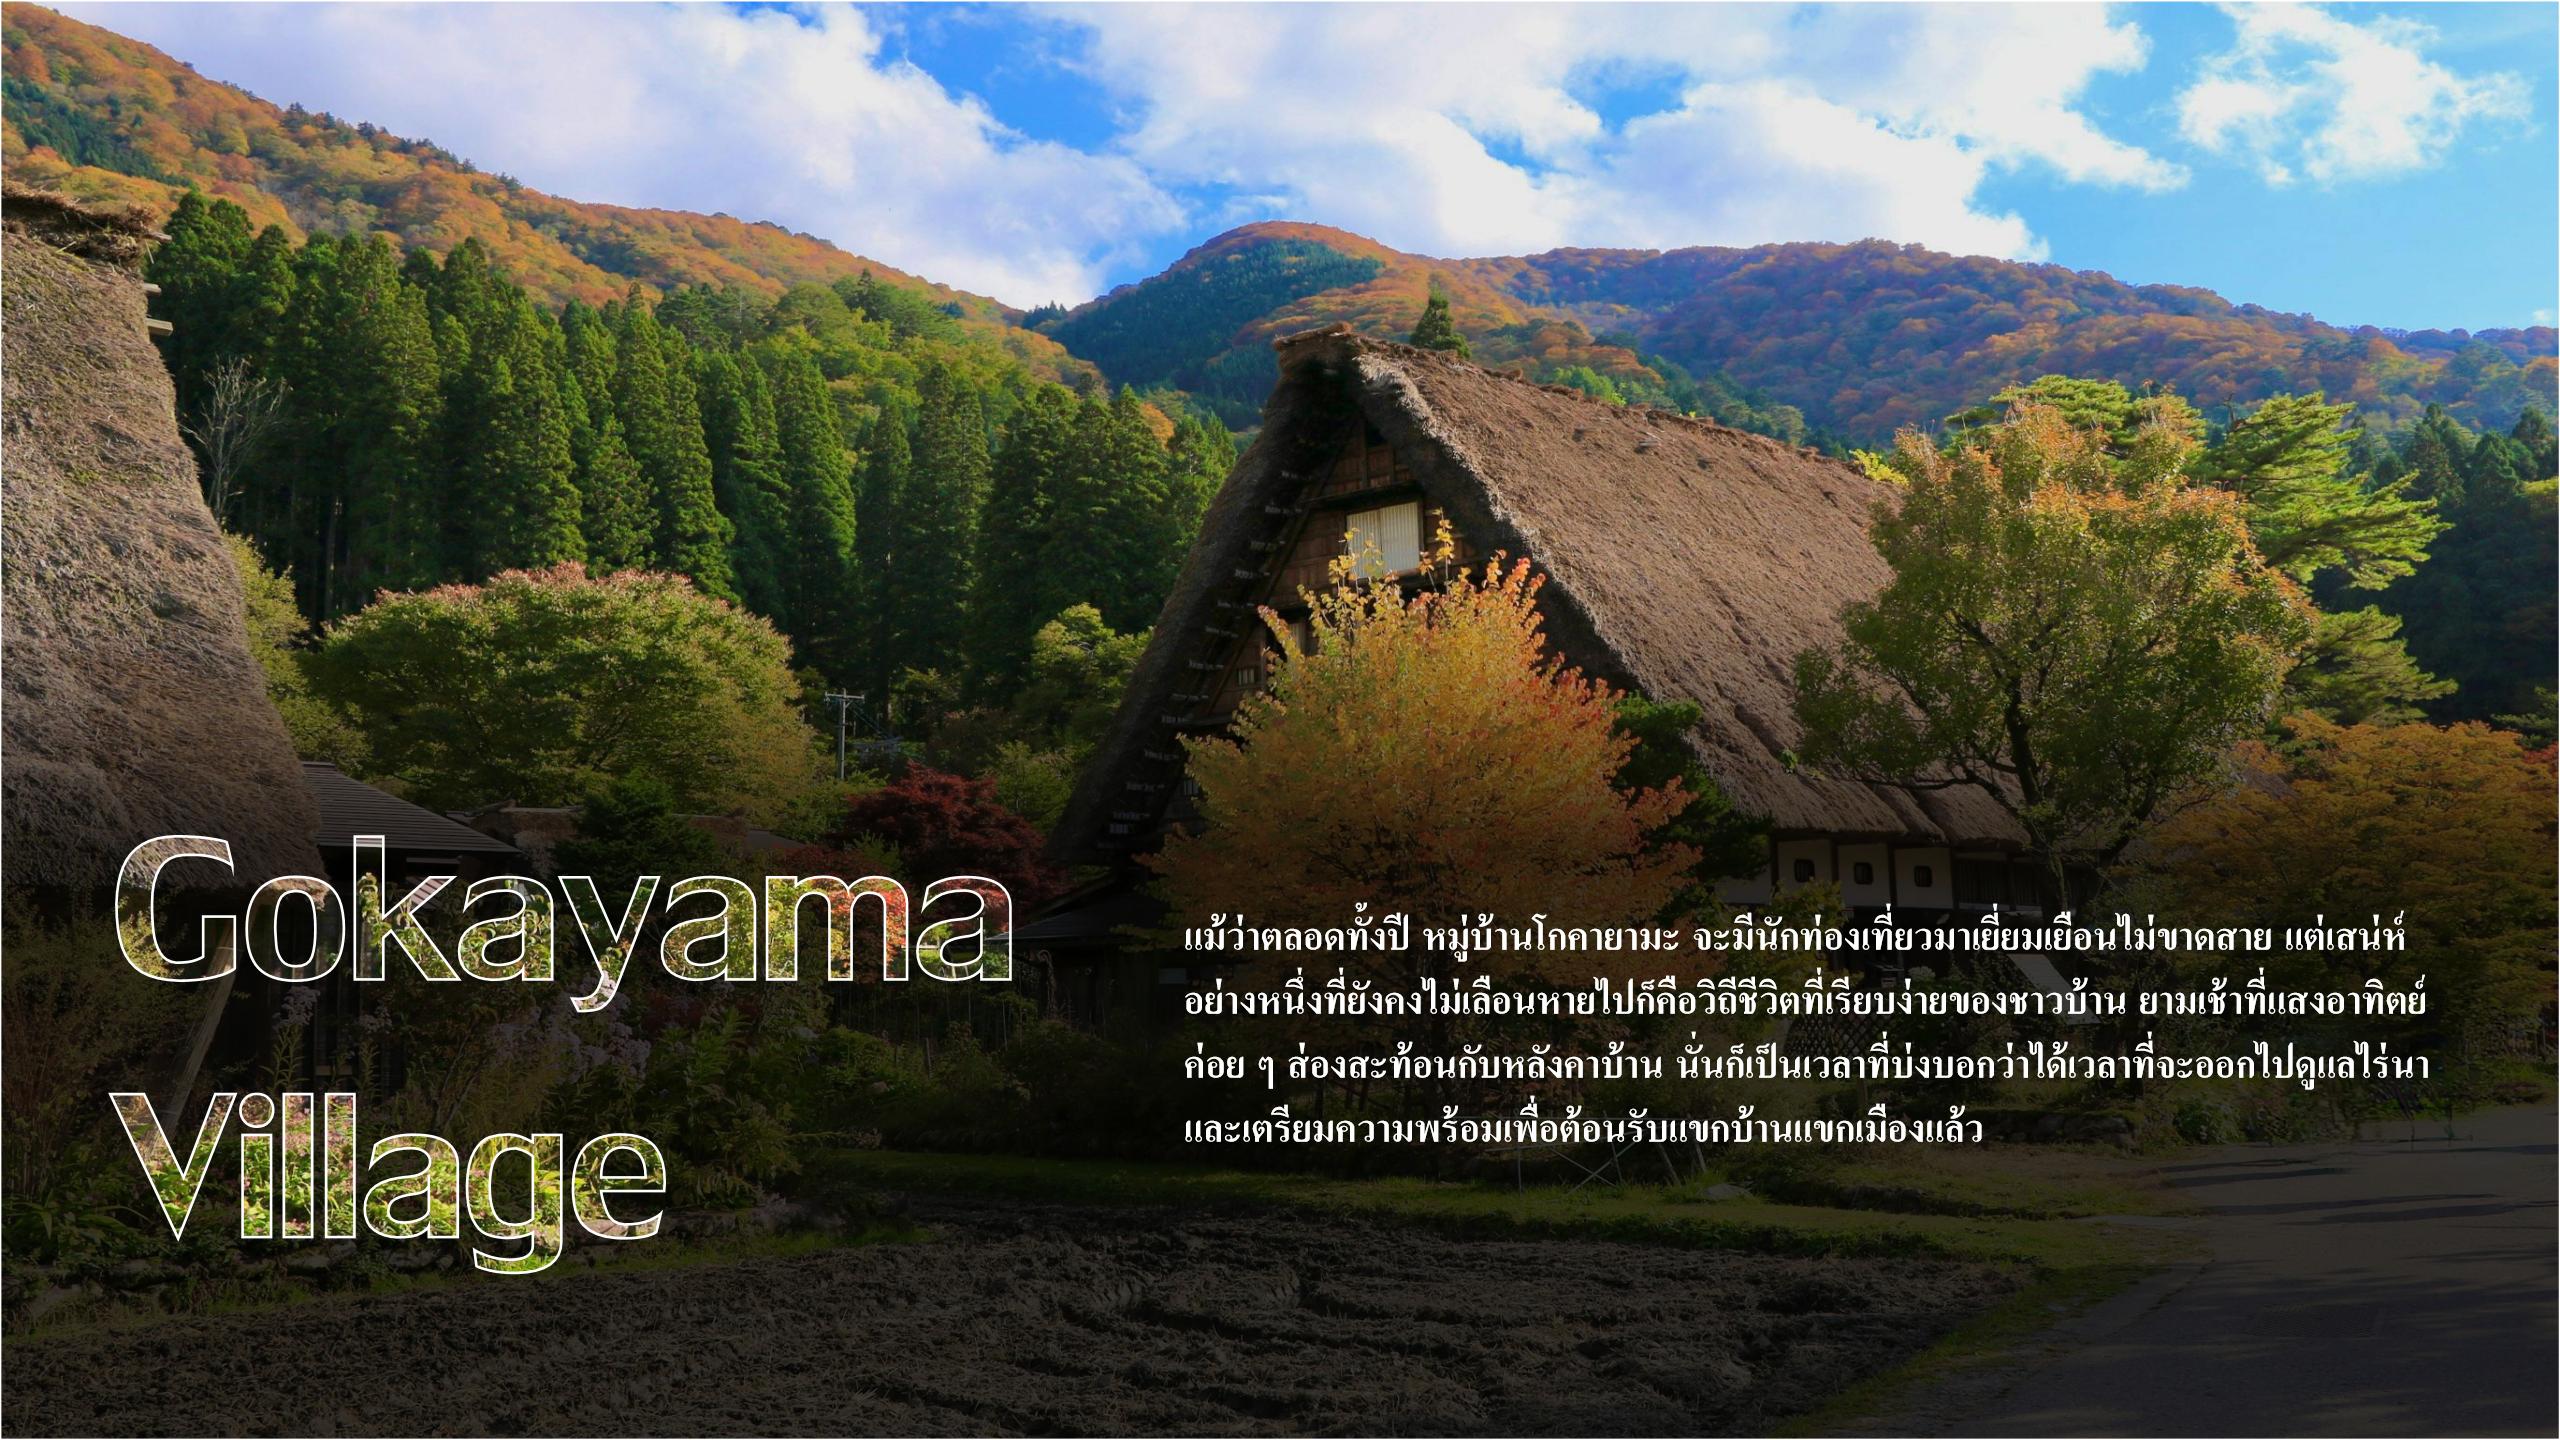 Gokayama
Village
แม้ว่าตลอดทั้งปี หมู่บ้านโกคายามะ จะมีนักท่องเที่ยวมาเยี่ยมเยือนไม่ขาดสาย แต่เสน่ห์
อย่างหนึ่งที่ยังคงไม่เลือนหายไปก็คือวิถีชีวิตที่เรียบง่ายของชาวบ้าน ยามเช้าที่แสงอาทิตย์
ค่อย ๆ ส่องสะท้อนกับหลังคาบ้าน นั่นก็เป็นเวลาที่บ่งบอกว่าได้เวลาที่จะออกไปดูแลไร่นา
และเตรียมความพร้อมเพื่อต้อนรับแขกบ้านแขกเมืองแล้ว